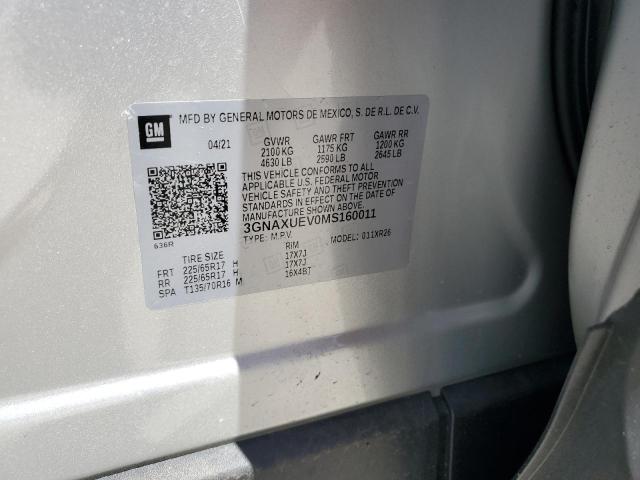 MFD BY GENERAL MOTORS DE MEXICO, S. DE R.L. DE C.V.
GM
04/21 GVWR GAWR FRT GAWR RR
2100 KG 1175 KG 1200 KG
4630 LB 2590 LB 2645 LB
THIS VEHICLE CONFORMS TO ALL
APPLICABLE U.S. FEDERAL MOTOR
VEHICLE SAFETY AND THEFT PREVENTION
STANDARDS IN EFFECT ON THE DATE OF
MANUFACTURE SHOWN ABOVE.
3GNAXUEV0MS160011
TYPE: M.P.V. MODEL: 011XR26
636R
TIRE SIZE RIM
FRT 225/65R17 H 17X7J
RR 225/65R17 H 17X7J
SPA T135/70R16 M 16X4BT